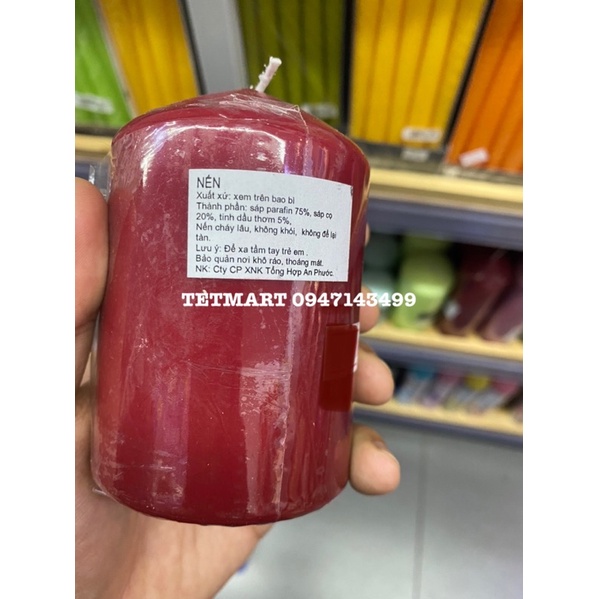 NẾN
Xuất xứ: xem trên bao bì
Thành phần: sáp parafin 75%, sáp cọ
20%, tinh dầu thơm 5%,
Nến cháy lâu, không khói, không để lại
tàn.
Lưu ý: Để xa tầm tay trẻ em .
Bảo quản nơi khô ráo, thoáng mát.
NK: Cty CP XNK Tổng Hợp An Phước.
TẾTMART 0947143499